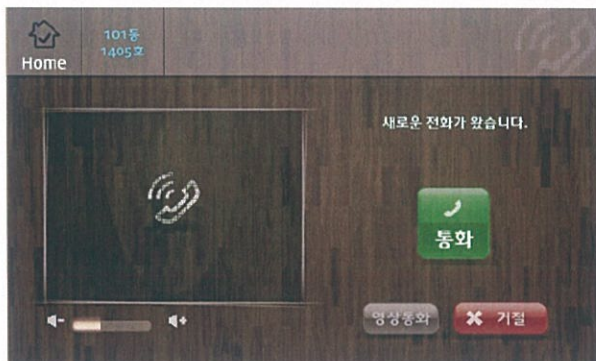 Home
101동
1405호
새로운 전화가 왔습니다.
통화
영상통화
거절